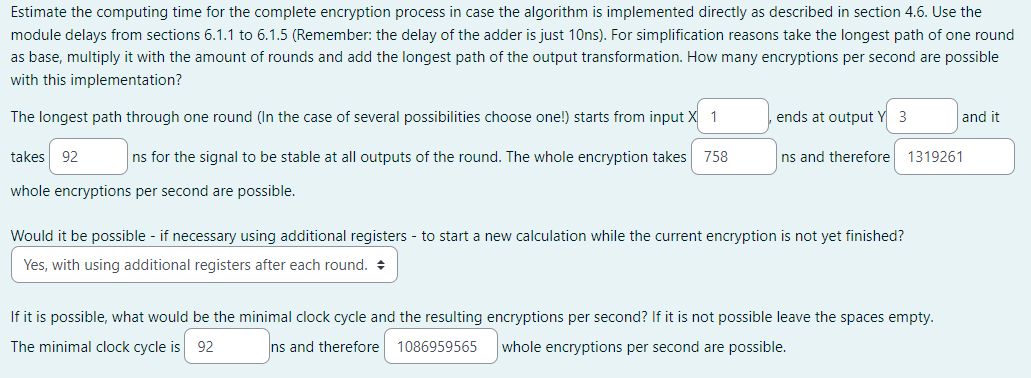 Estimate the computing time for the complete encryption process in case the algorithm is implemented directly as described in section 4.6. Use the
module delays from sections 6.1.1 to 6.1.5 (Remember: the delay of the adder is just 10ns). For simplification reasons take the longest path of one round
as base, multiply it with the amount of rounds and add the longest path of the output transformation. How many encryptions per second are possible
with this implementation?
The longest path through one round (In the case of several possibilities choose one!) starts from input X 1 , ends at output Y 3 and it
takes 92 ns for the signal to be stable at all outputs of the round. The whole encryption takes 758 ns and therefore 1319261
whole encryptions per second are possible.
Would it be possible - if necessary using additional registers - to start a new calculation while the current encryption is not yet finished?
Yes, with using additional registers after each round.
If it is possible, what would be the minimal clock cycle and the resulting encryptions per second? If it is not possible leave the spaces empty.
The minimal clock cycle is 92 ns and therefore 1086959565 whole encryptions per second are possible.